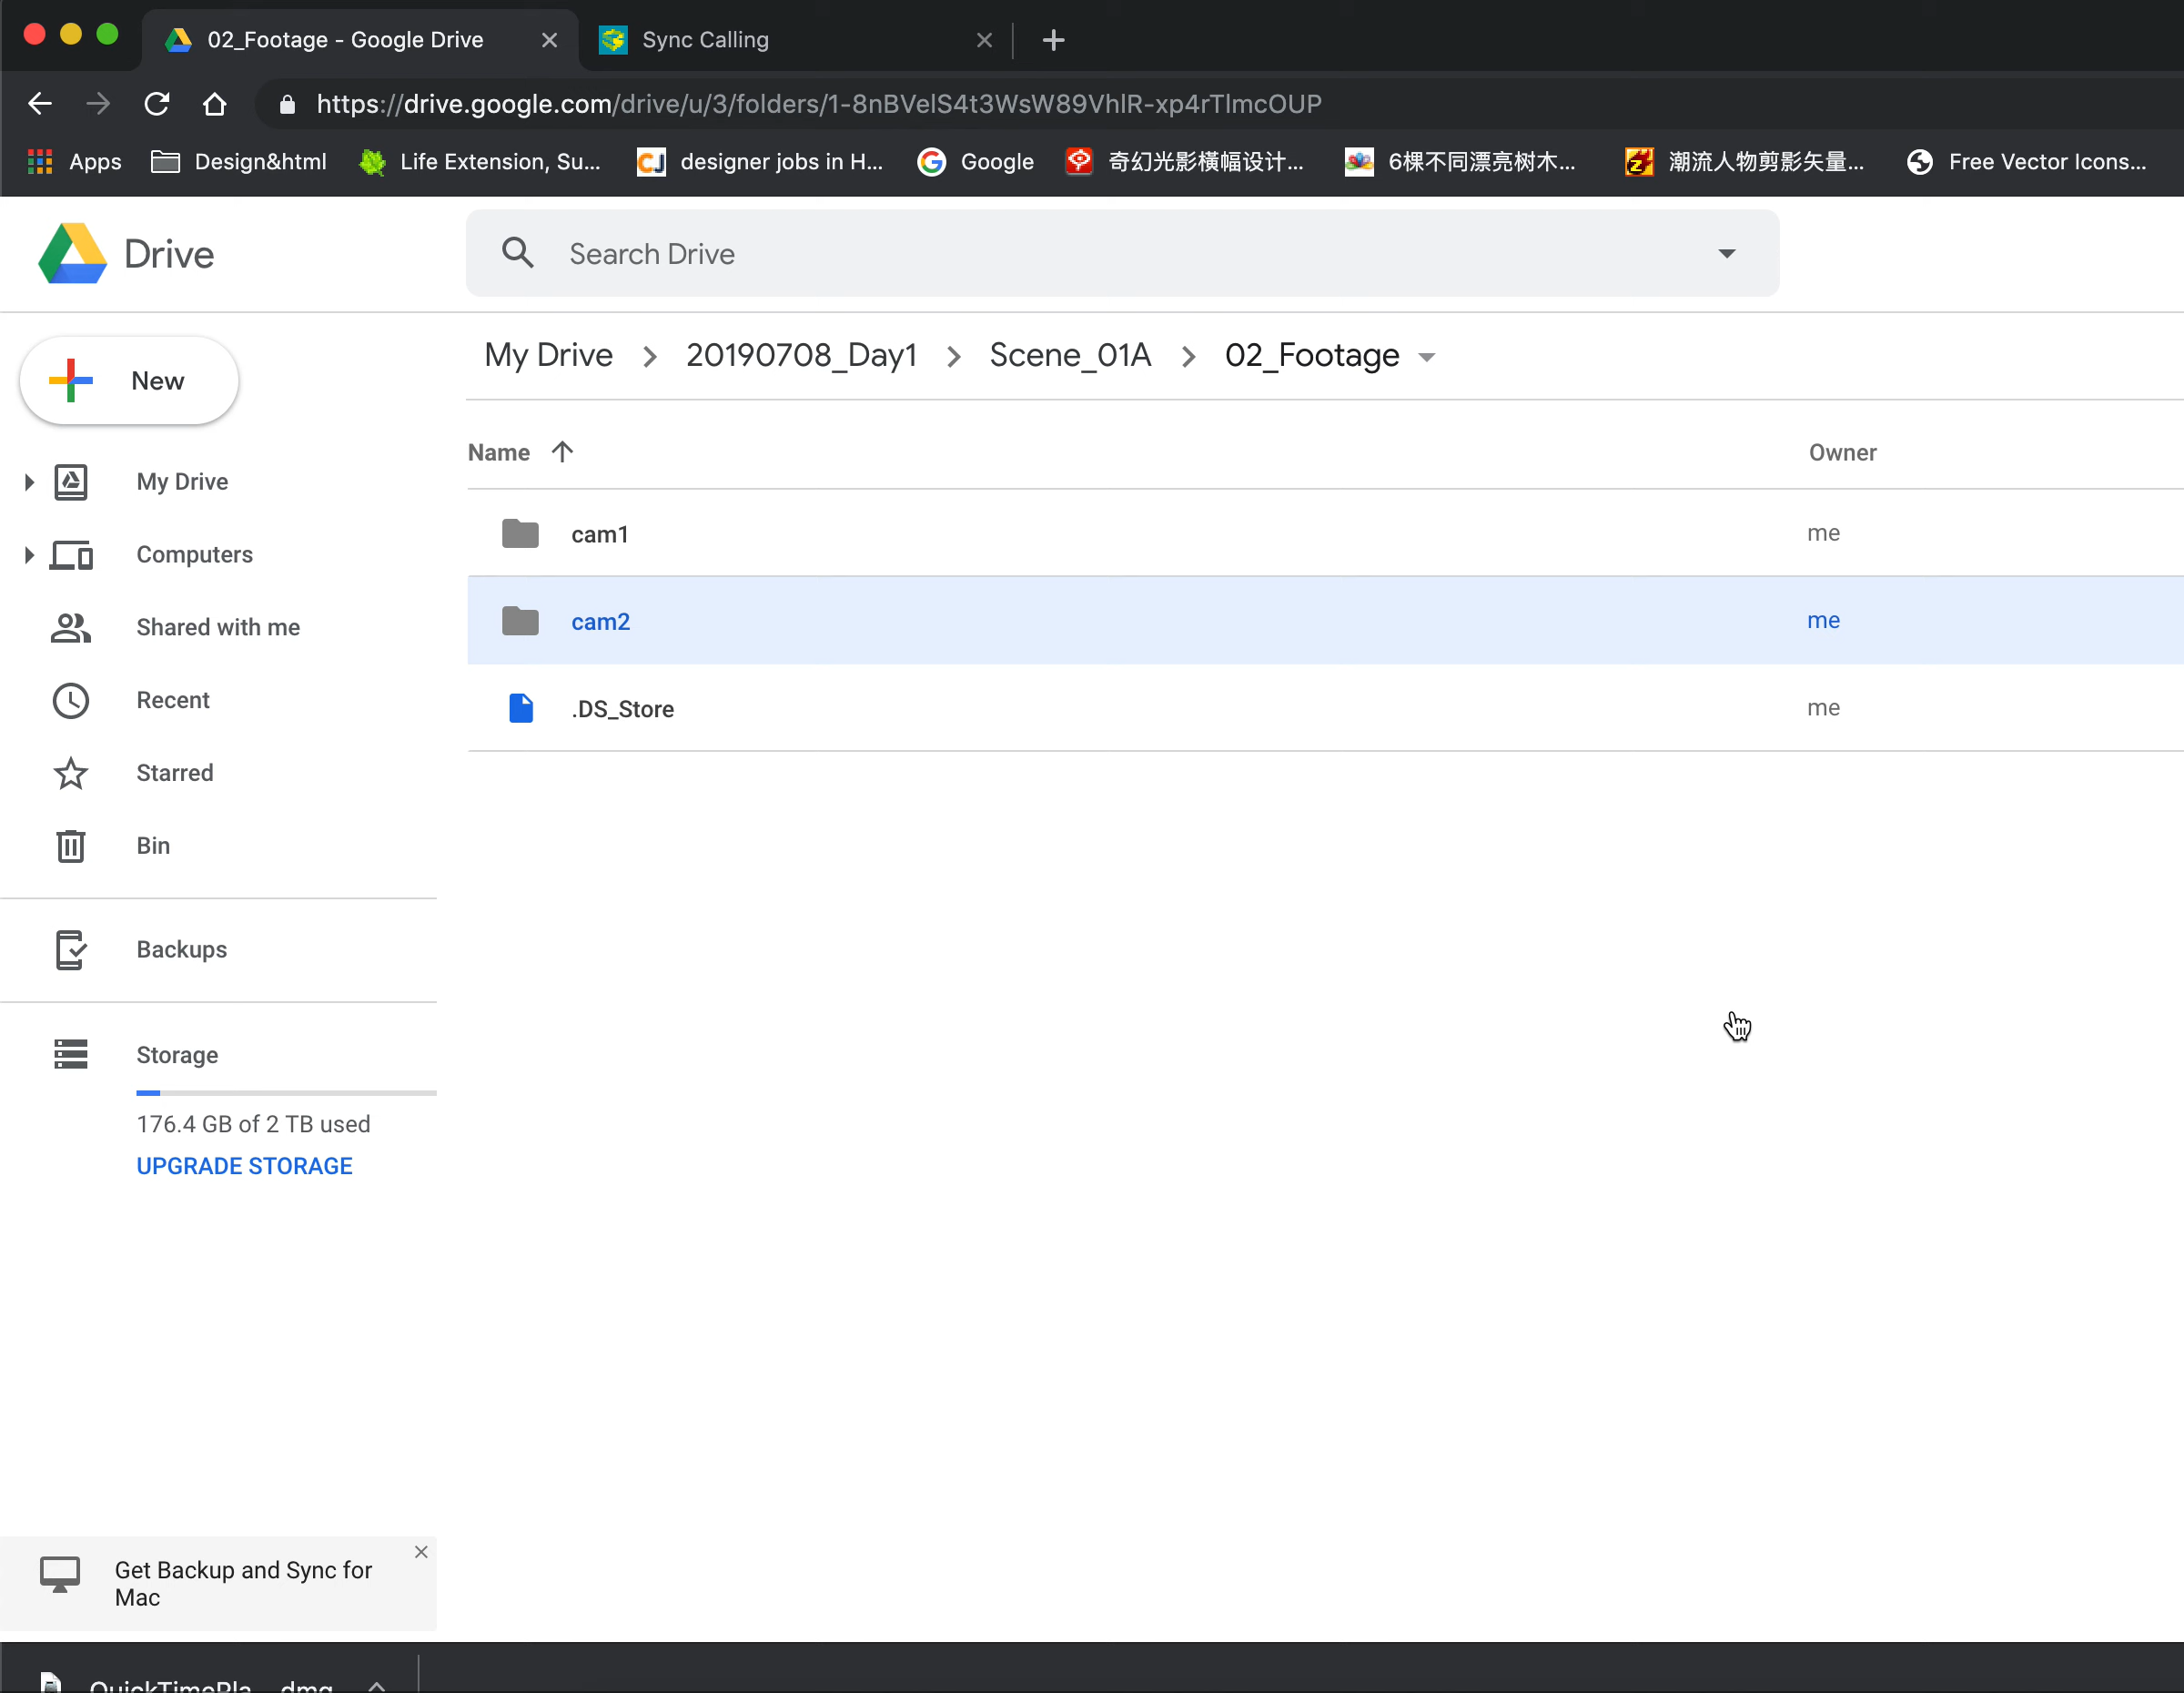 02_Footage - Google Drive
Sync Calling
https://drive.google.com/drive/u/3/folders/1-8nBVelS4t3WsW89VhlR-xp4rTlmcOUP
Apps
Design&html
Life Extension, Su...
CJ
designer jobs in H...
Google
奇幻光影橫幅设计...
6棵不同漂亮树木...
潮流人物剪影矢量...
Free Vector Icons...
Drive
Search Drive
New
My Drive
20190708_Day1
Scene_01A
02_Footage
Name
Owner
My Drive
Computers
Shared with me
Recent
Starred
Bin
Backups
Storage
176.4 GB of 2 TB used
UPGRADE STORAGE
cam1
me
cam2
me
.DS_Store
me
Get Backup and Sync for
Mac
QuickTimePla....dmg